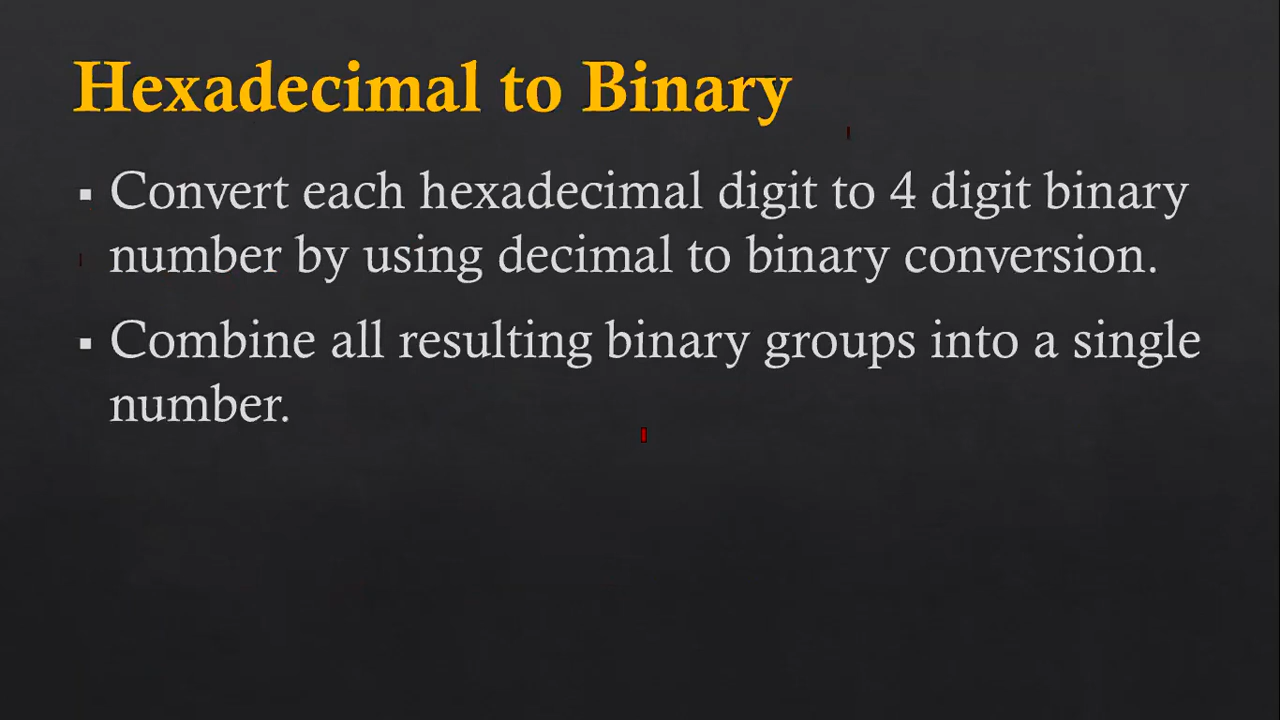 Hexadecimal to Binary
▪ Convert each hexadecimal digit to 4 digit binary
number by using decimal to binary conversion.
▪ Combine all resulting binary groups into a single
number.